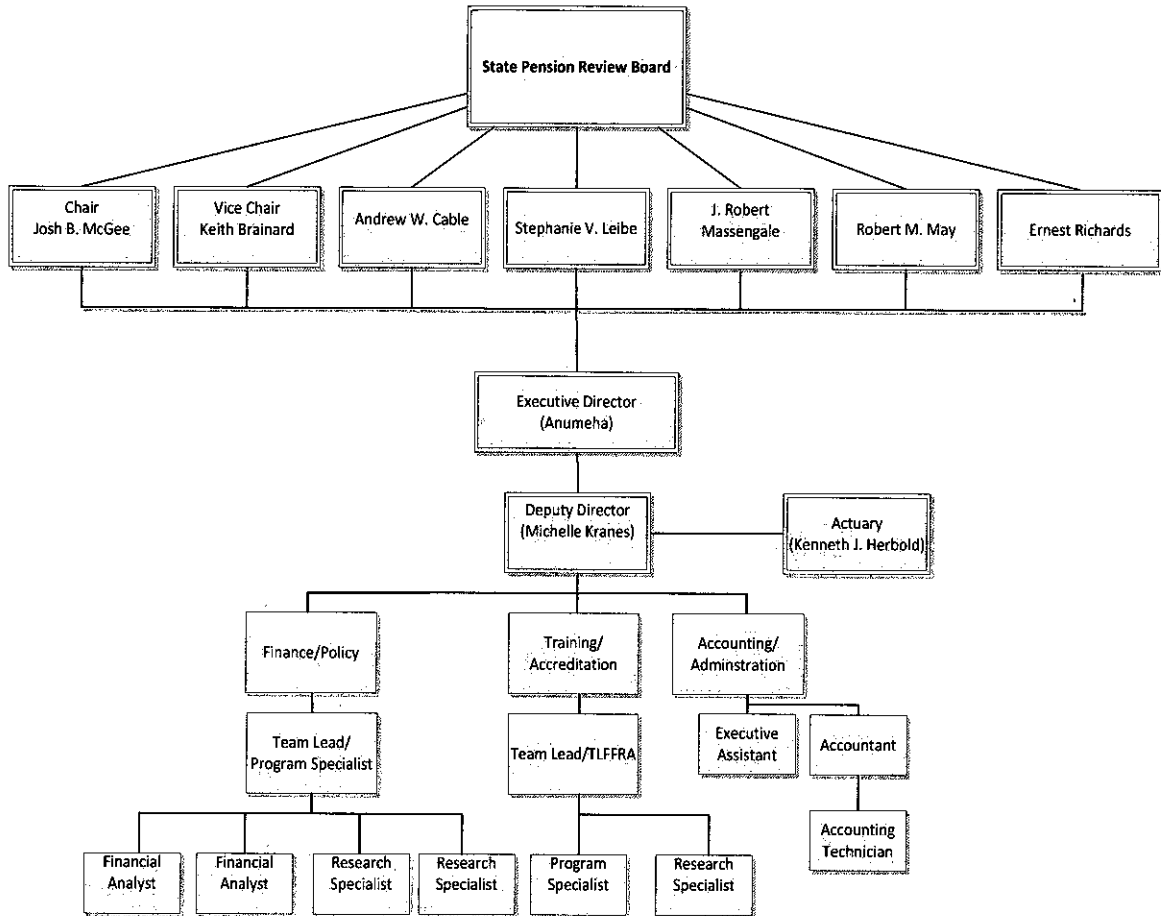 State Pension Review Board
Chair
Josh B. McGee
Vice Chair
Keith Brainard
Andrew W. Cable
Stephanie V. Leibe
J. Robert
Massengale
Robert M. May
Ernest Richards
Executive Director
(Anumeha)
Deputy Director
(Michelle Kranes)
Actuary
(Kenneth J. Herbold)
Finance/Policy
Training/
Accreditation
Accounting/
Adminstration
Team Lead/
Program Specialist
Team Lead/TLFFRA
Executive
Assistant
Accountant
Financial
Analyst
Financial
Analyst
Research
Specialist
Research
Specialist
Program
Specialist
Research
Specialist
Accounting
Technician